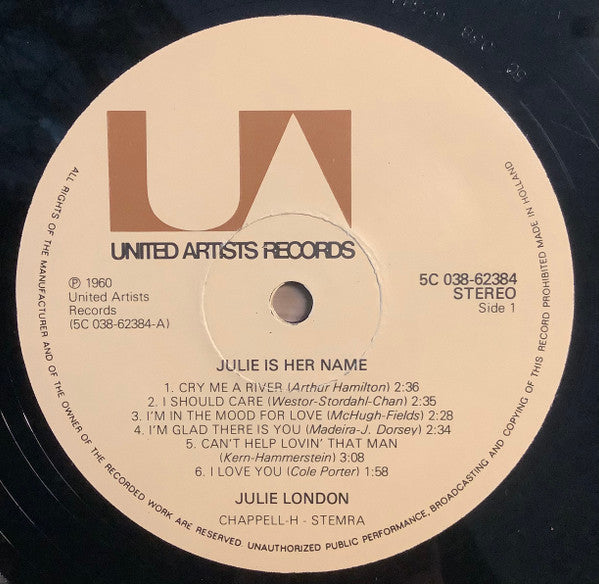 UA
UNITED ARTISTS RECORDS
℗ 1960
United Artists
Records
(5C 038-62384-A)
5C 038-62384
STEREO
Side 1
JULIE IS HER NAME
1. CRY ME A RIVER (Arthur Hamilton) 2:36
2. I SHOULD CARE (Westor-Stordahl-Chan) 2:35
3. I'M IN THE MOOD FOR LOVE (McHugh-Fields) 2:28
4. I'M GLAD THERE IS YOU (Madeira-J. Dorsey) 2:34
5. CAN'T HELP LOVIN' THAT MAN
(Kern-Hammerstein) 3:08
6. I LOVE YOU (Cole Porter) 1:58
JULIE LONDON
CHAPPELL-H - STEMRA
ALL RIGHTS OF THE MANUFACTURER AND OF THE OWNER OF THE RECORDED WORK ARE RESERVED. UNAUTHORIZED PUBLIC PERFORMANCE, BROADCASTING AND COPYING OF THIS RECORD PROHIBITED MADE IN HOLLAND